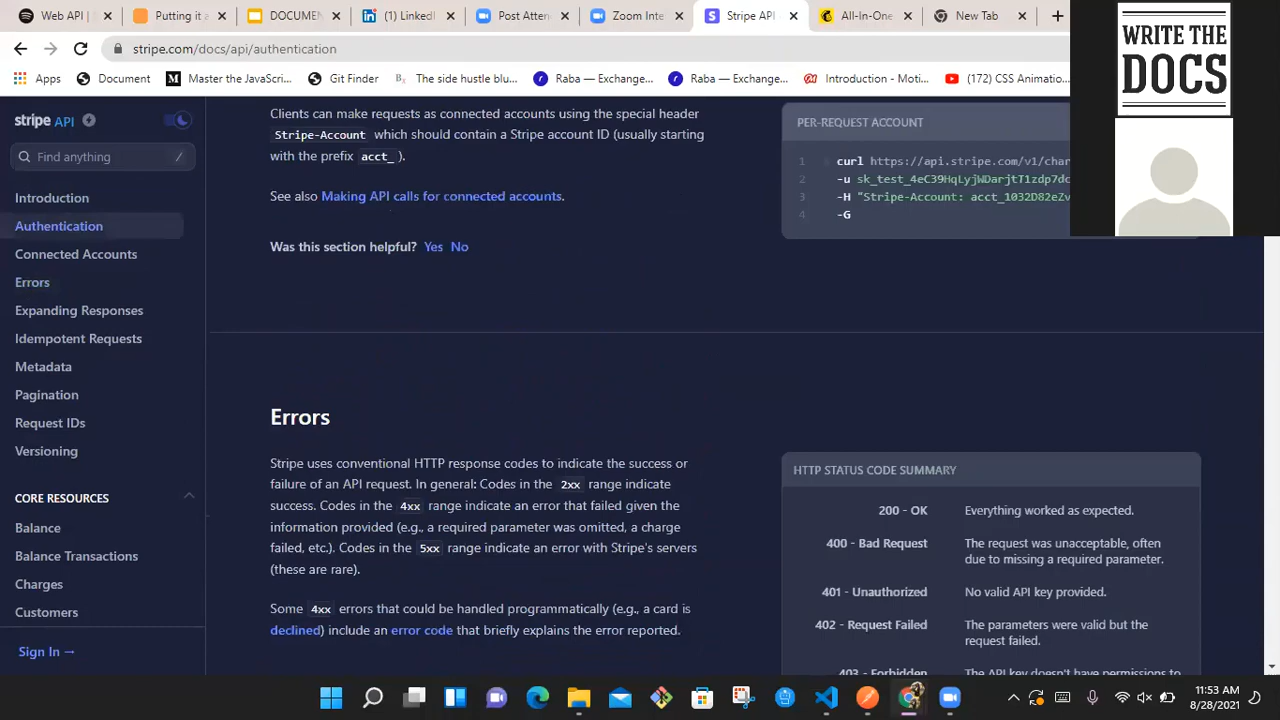 Web API
Putting it a
DOCUME
(1) LinkedIn
Post Atten
Zoom Inte
Stripe API
All-in-One
New Tab
stripe.com/docs/api/authentication
Apps
Document
Master the JavaScri...
Git Finder
The side hustle blu...
Raba — Exchange...
Raba — Exchange...
Introduction - Moti...
(172) CSS Animatio...
WRITE THE
DOCS
stripe API
Find anything /
Introduction
Authentication
Connected Accounts
Errors
Expanding Responses
Idempotent Requests
Metadata
Pagination
Request IDs
Versioning
CORE RESOURCES
Balance
Balance Transactions
Charges
Customers
Sign In →
Clients can make requests as connected accounts using the special header
Stripe-Account which should contain a Stripe account ID (usually starting
with the prefix acct_ ).
See also Making API calls for connected accounts.
Was this section helpful? Yes No
PER-REQUEST ACCOUNT
1 curl https://api.stripe.com/v1/char
2 -u sk_test_4eC39HqLyjWDarjtT1zdp7dc
3 -H "Stripe-Account: acct_1032D82eZv
4 -G
Errors
Stripe uses conventional HTTP response codes to indicate the success or
failure of an API request. In general: Codes in the 2xx range indicate
success. Codes in the 4xx range indicate an error that failed given the
information provided (e.g., a required parameter was omitted, a charge
failed, etc.). Codes in the 5xx range indicate an error with Stripe's servers
(these are rare).
Some 4xx errors that could be handled programmatically (e.g., a card is
declined) include an error code that briefly explains the error reported.
HTTP STATUS CODE SUMMARY
200 - OK Everything worked as expected.
400 - Bad Request The request was unacceptable, often
due to missing a required parameter.
401 - Unauthorized No valid API key provided.
402 - Request Failed The parameters were valid but the
request failed.
403 - Forbidden The API key doesn't have permissions to
11:53 AM
8/28/2021